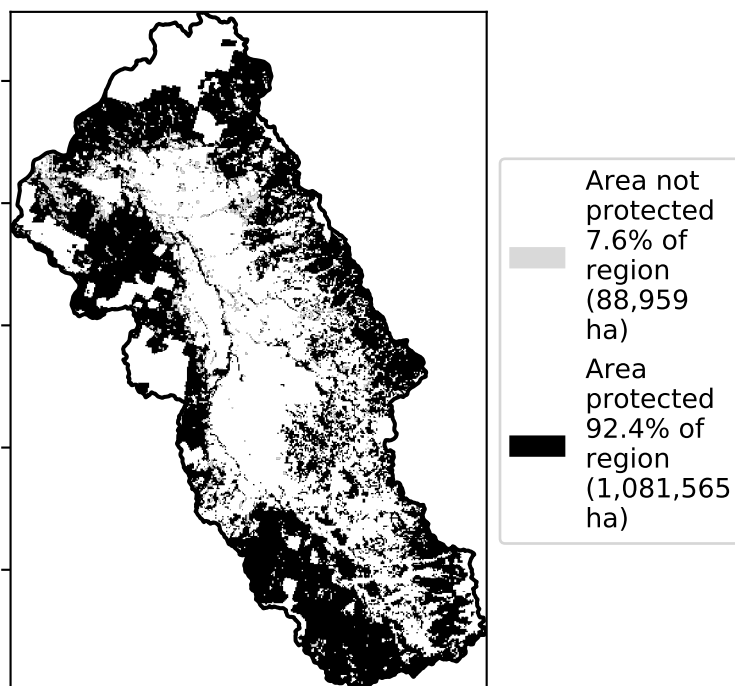 Area not
protected
7.6% of
region
(88,959
ha)
Area
protected
92.4% of
region
(1,081,565
ha)